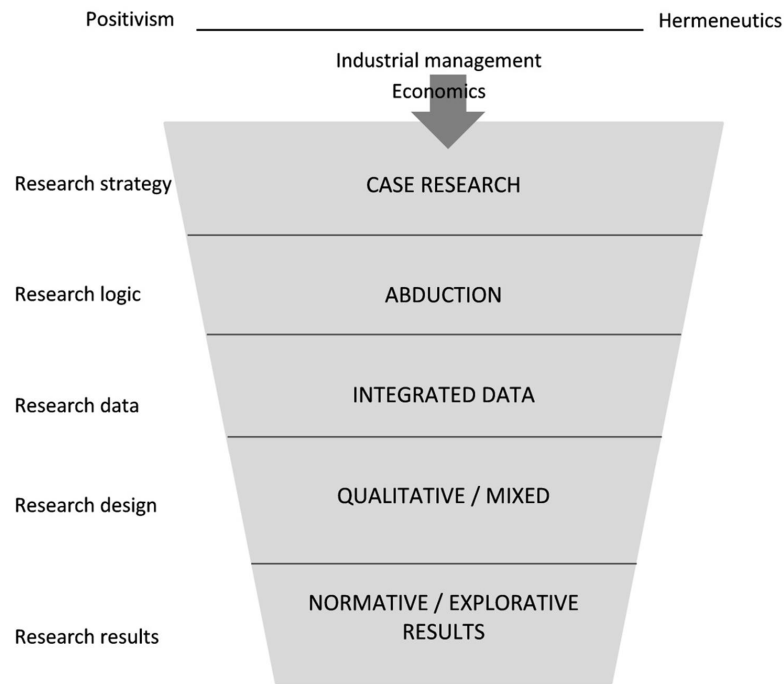 Positivism Hermeneutics
Industrial management
Economics
Research strategy CASE RESEARCH
Research logic ABDUCTION
Research data INTEGRATED DATA
Research design QUALITATIVE / MIXED
Research results NORMATIVE / EXPLORATIVE
RESULTS